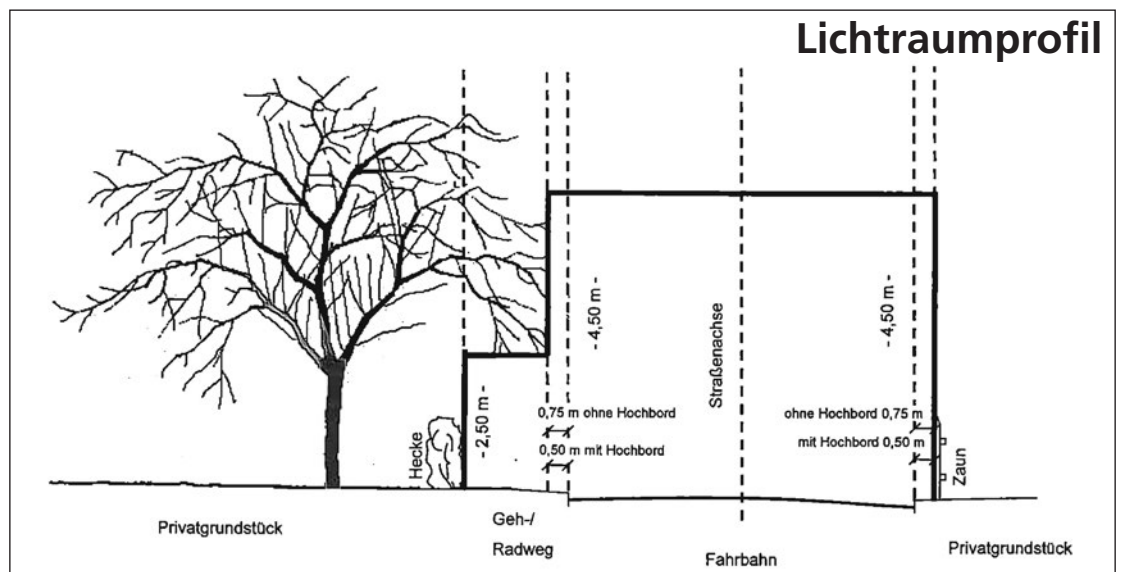 Lichtraumprofil
- 4,50 m -
Straßenachse
- 4,50 m -
- 2,50 m -
0,75 m ohne Hochbord
0,50 m mit Hochbord
ohne Hochbord 0,75 m
mit Hochbord 0,50 m
Hecke
Zaun
Privatgrundstück
Geh-/
Radweg
Fahrbahn
Privatgrundstück